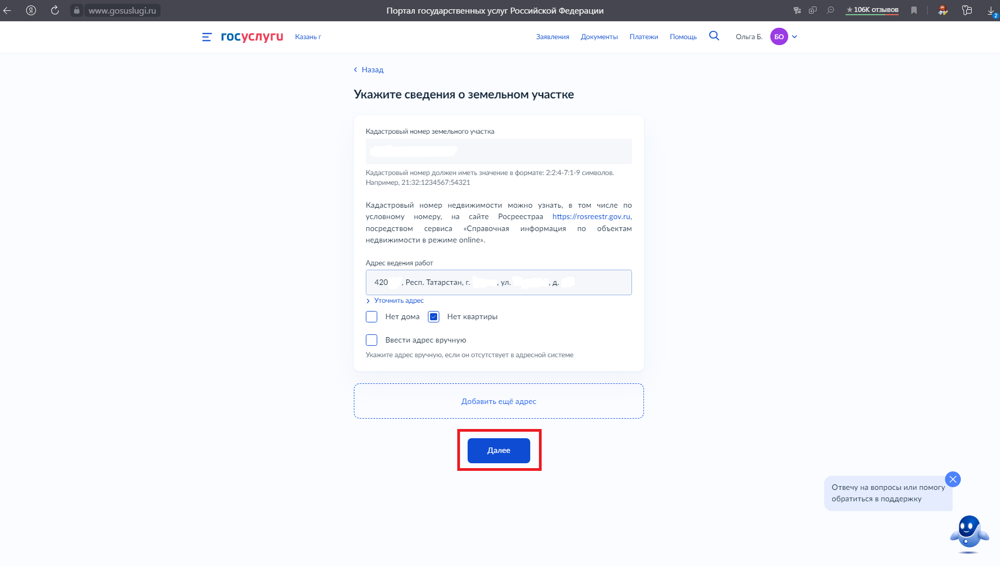 www.gosuslugi.ru
Портал государственных услуг Российской Федерации
★ 106K отзывов
2
госуслуги
Казань г
Заявления
Документы
Платежи
Помощь
Ольга Б.
БО
Назад
Укажите сведения о земельном участке
Кадастровый номер земельного участка
Кадастровый номер должен иметь значение в формате: 2:2:4-7:1-9 символов.
Например, 21:32:1234567:54321
Кадастровый номер недвижимости можно узнать, в том числе по
условному номеру, на сайте Росреестраа https://rosreestr.gov.ru,
посредством сервиса «Справочная информация по объектам
недвижимости в режиме online».
Адрес ведения работ
420 , Респ. Татарстан, г. , ул. , д.
Уточнить адрес
Нет дома
Нет квартиры
Ввести адрес вручную
Укажите адрес вручную, если он отсутствует в адресной системе
Добавить ещё адрес
Далее
Отвечу на вопросы или помогу
обратиться в поддержку